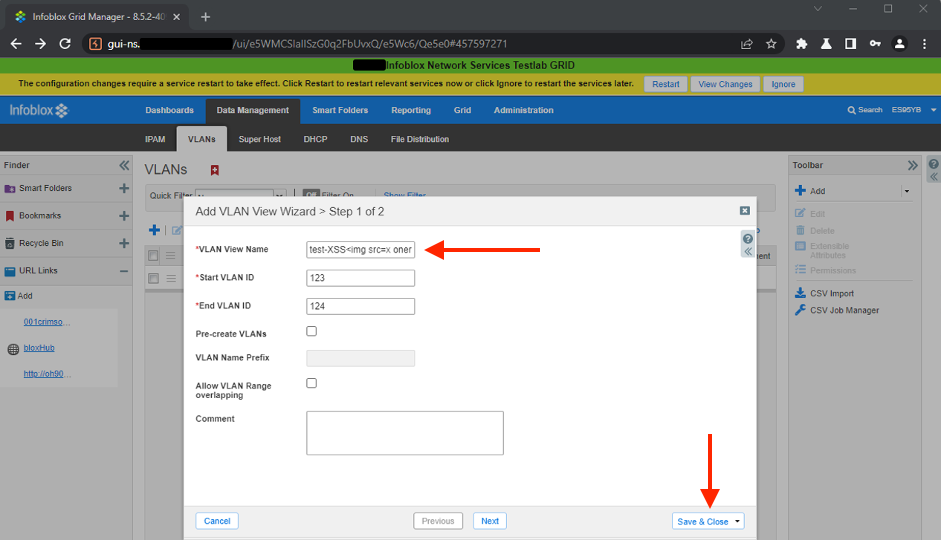 Infoblox Grid Manager - 8.5.2-40
gui-ns. /ui/e5WMCSlallSzG0q2FbUvxQ/e5Wc6/Qe5e0#457597271
Infoblox Network Services Testlab GRID
The configuration changes require a service restart to take effect. Click Restart to restart relevant services now or click Ignore to restart the services later. Restart View Changes Ignore
Infoblox Dashboards Data Management Smart Folders Reporting Grid Administration Search ES95YB
IPAM VLANs Super Host DHCP DNS File Distribution
Finder
Smart Folders
Bookmarks
Recycle Bin
URL Links
Add
001crimso...
bloxHub
http://oh90...
VLANs
Quick Filter Off Filter On Show Filter
Add VLAN View Wizard > Step 1 of 2
*VLAN View Name test-XSS<img src=x oner
*Start VLAN ID 123
*End VLAN ID 124
Pre-create VLANs
VLAN Name Prefix
Allow VLAN Range
overlapping
Comment
Cancel Previous Next Save & Close
Toolbar
Add
Edit
Delete
Extensible
Attributes
Permissions
CSV Import
CSV Job Manager